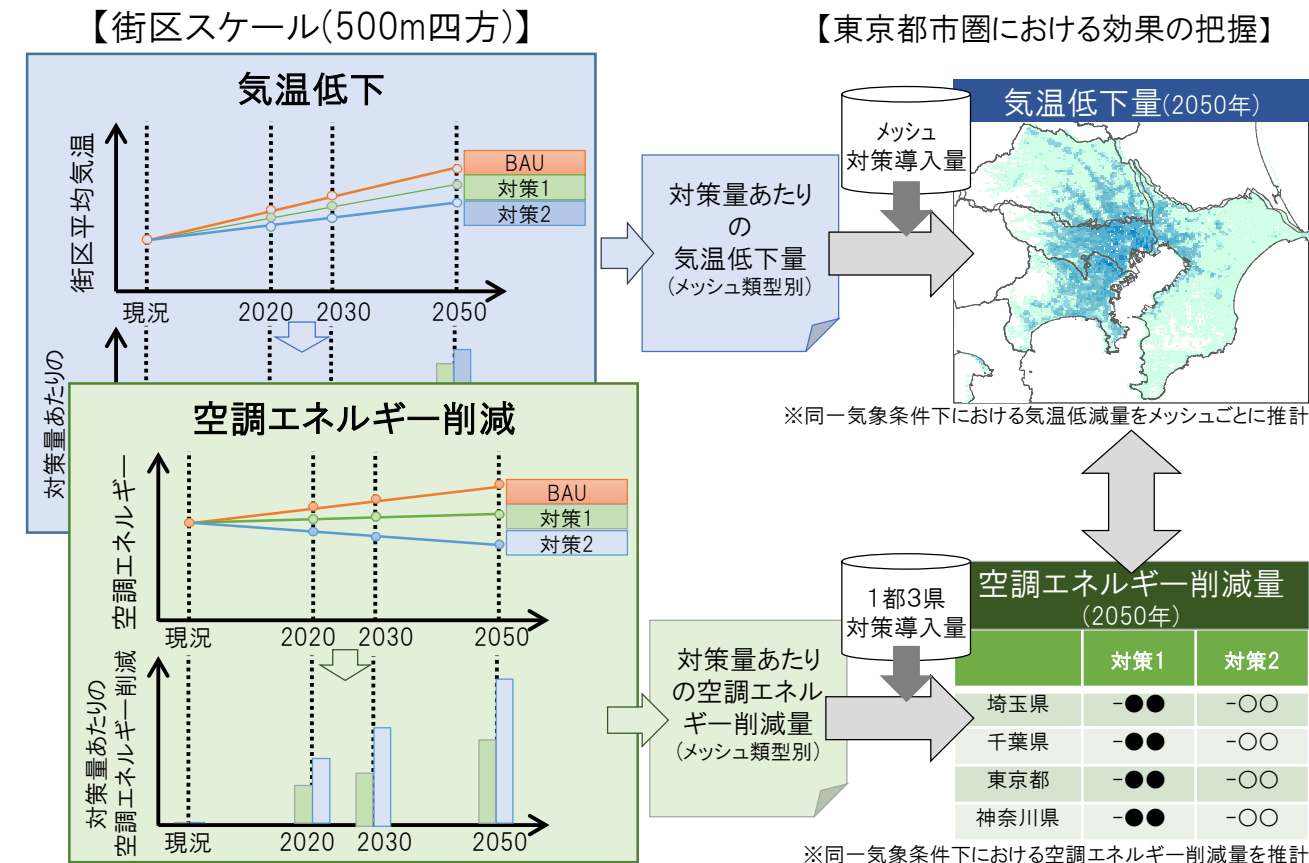 【街区スケール(500m四方)】
気温低下
街区平均気温
BAU
対策1
対策2
現況
2020
2030
2050
対策量あたりの
空調エネルギー削減
空調エネルギー
BAU
対策1
対策2
現況
2020
2030
2050
対策量あたりの
空調エネルギー削減
現況
2020
2030
2050
対策量あたり
の
気温低下量
(メッシュ類型別)
対策量あたり
の空調エネル
ギー削減量
(メッシュ類型別)
【東京都市圏における効果の把握】
メッシュ
対策導入量
気温低下量(2050年)
※同一気象条件下における気温低減量をメッシュごとに推計
1都3県
対策導入量
空調エネルギー削減量
(2050年)
対策1 対策2
埼玉県 -●● -○○
千葉県 -●● -○○
東京都 -●● -○○
神奈川県 -●● -○○
※同一気象条件下における空調エネルギー削減量を推計